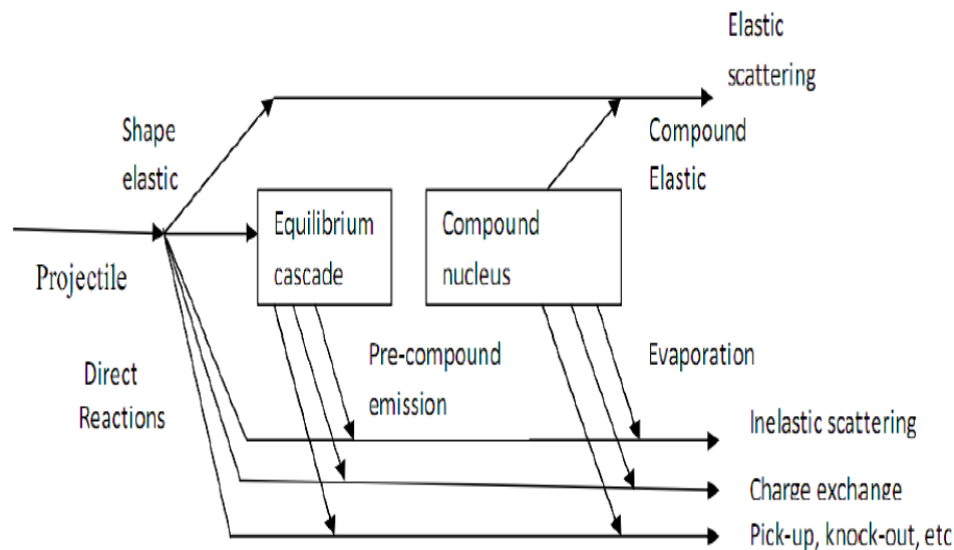 Elastic
scattering
Shape
elastic
Compound
Elastic
Equilibrium
cascade
Compound
nucleus
Projectile
Pre-compound
emission
Evaporation
Direct
Reactions
Inelastic scattering
Charge exchange
Pick-up, knock-out, etc